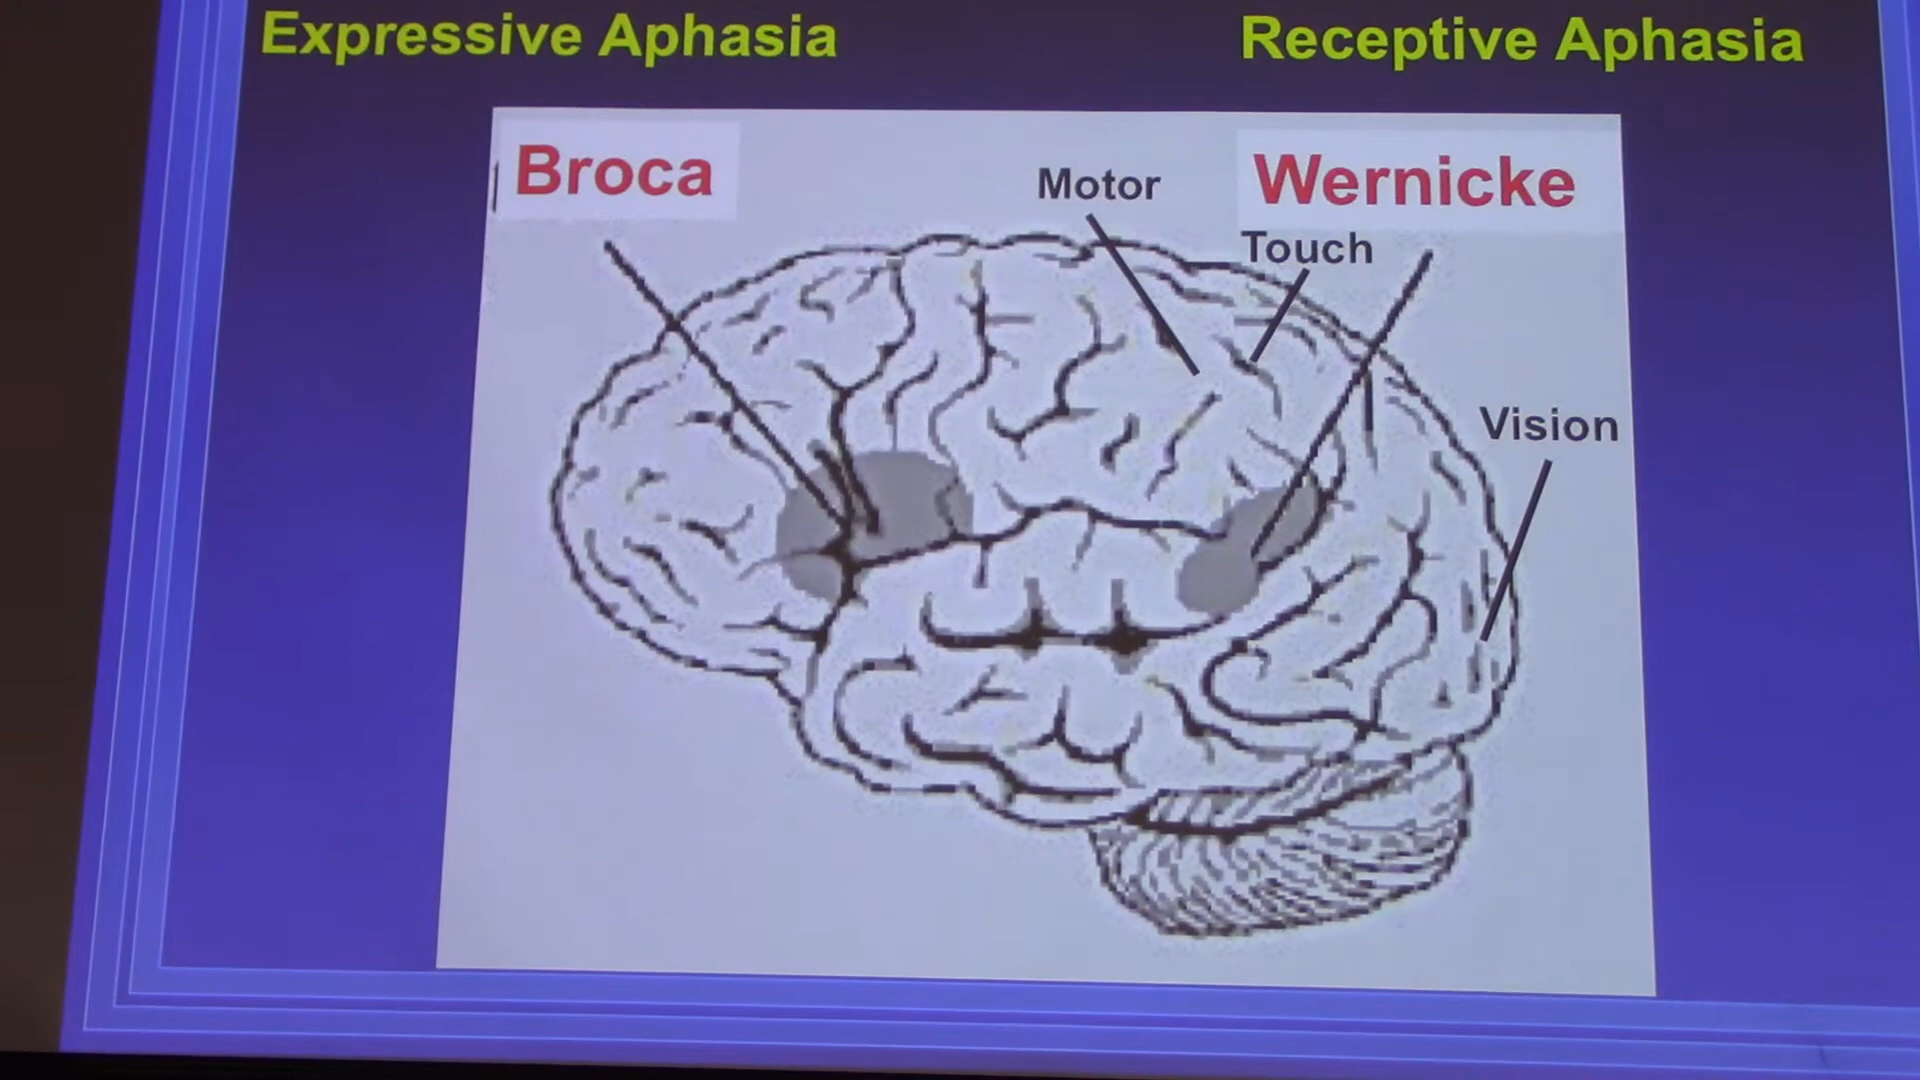 Expressive Aphasia
Receptive Aphasia
Broca
Motor
Wernicke
Touch
Vision